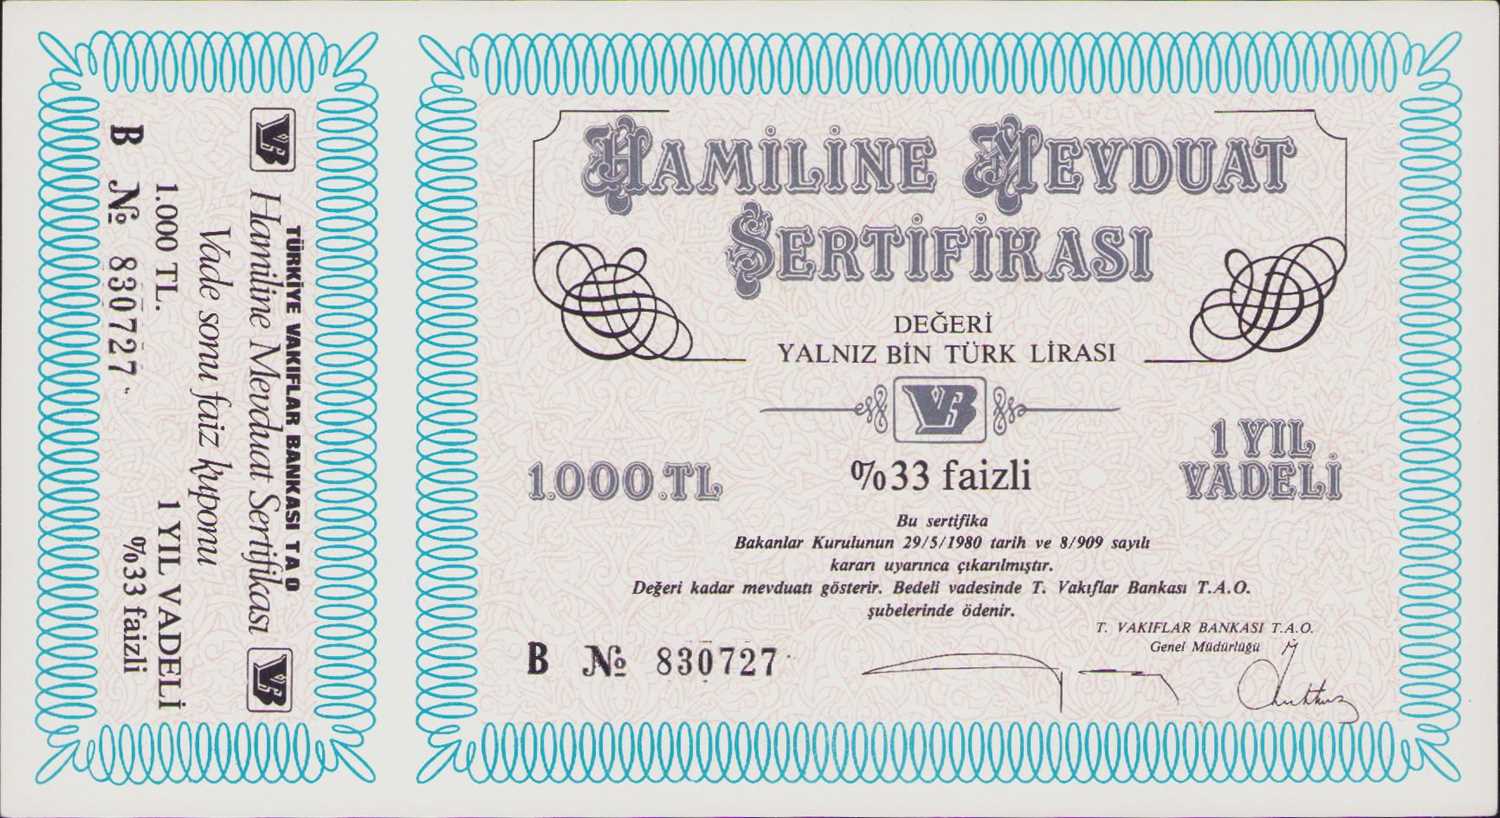 TÜRKİYE VAKIFLAR BANKASI T A O
VB Hamiline Mevduat Sertifikası VB
Vade sonu faiz kuponu
1.000 TL. 1 YIL VADELİ
B № 830727 %33 faizli
HAMİLİNE MEVDUAT
SERTİFİKASI
DEĞERİ
YALNIZ BİN TÜRK LİRASI
VB
1.000.TL %33 faizli 1 YIL
VADELİ
Bu sertifika
Bakanlar Kurulunun 29/5/1980 tarih ve 8/909 sayılı
kararı uyarınca çıkarılmıştır.
Değeri kadar mevduatı gösterir. Bedeli vadesinde T. Vakıflar Bankası T.A.O.
şubelerinde ödenir.
T. VAKIFLAR BANKASI T.A.O.
Genel Müdürlüğü
B № 830727